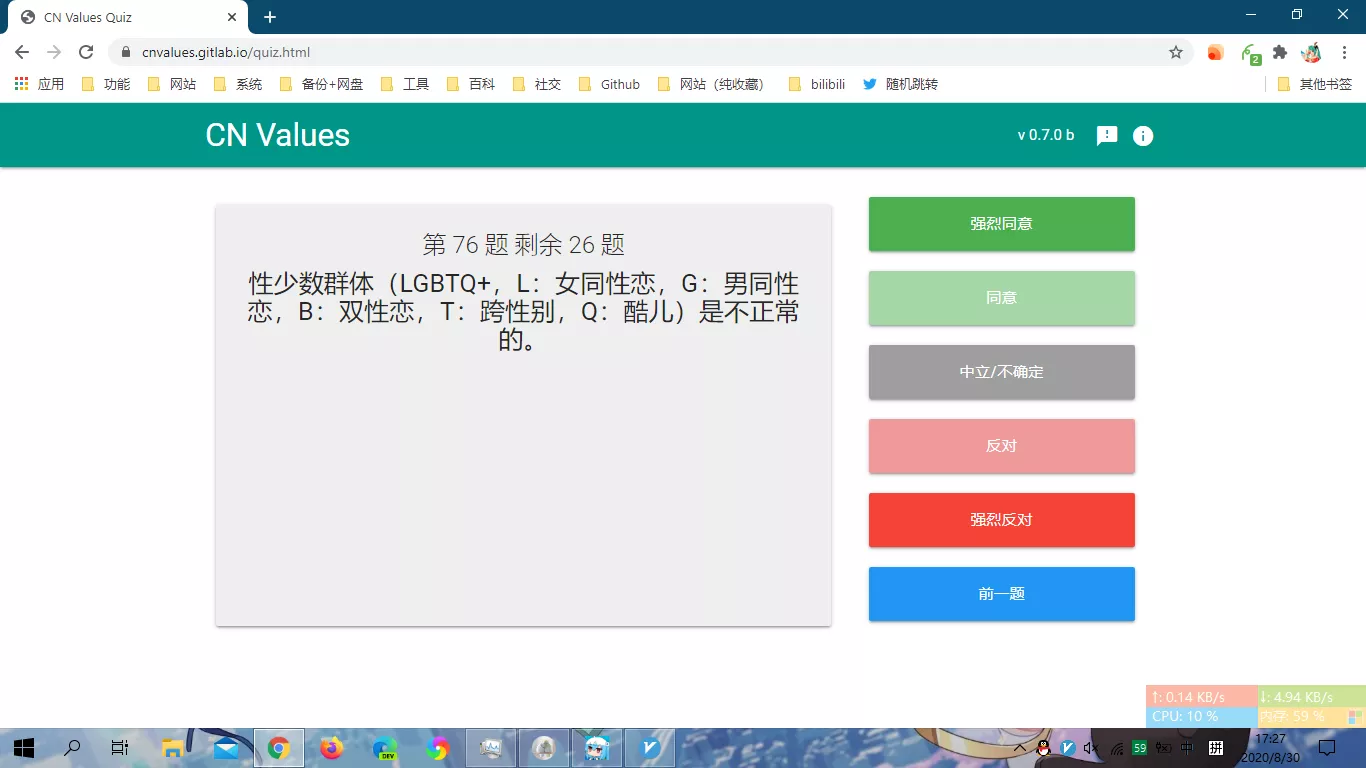 CN Values Quiz
cnvalues.gitlab.io/quiz.html
2
应用 功能 网站 系统 备份+网盘 工具 百科 社交 Github 网站（纯收藏） bilibili 随机跳转 其他书签
CN Values
v 0.7.0 b
第 76 题 剩余 26 题
性少数群体（LGBTQ+，L：女同性恋，G：男同性
恋，B：双性恋，T：跨性别，Q：酷儿）是不正常
的。
强烈同意
同意
中立/不确定
反对
强烈反对
前一题
↑: 0.14 KB/s ↓: 4.94 KB/s
CPU: 10 % 内存: 59 %
DEV
59
中
拼
17:27
2020/8/30